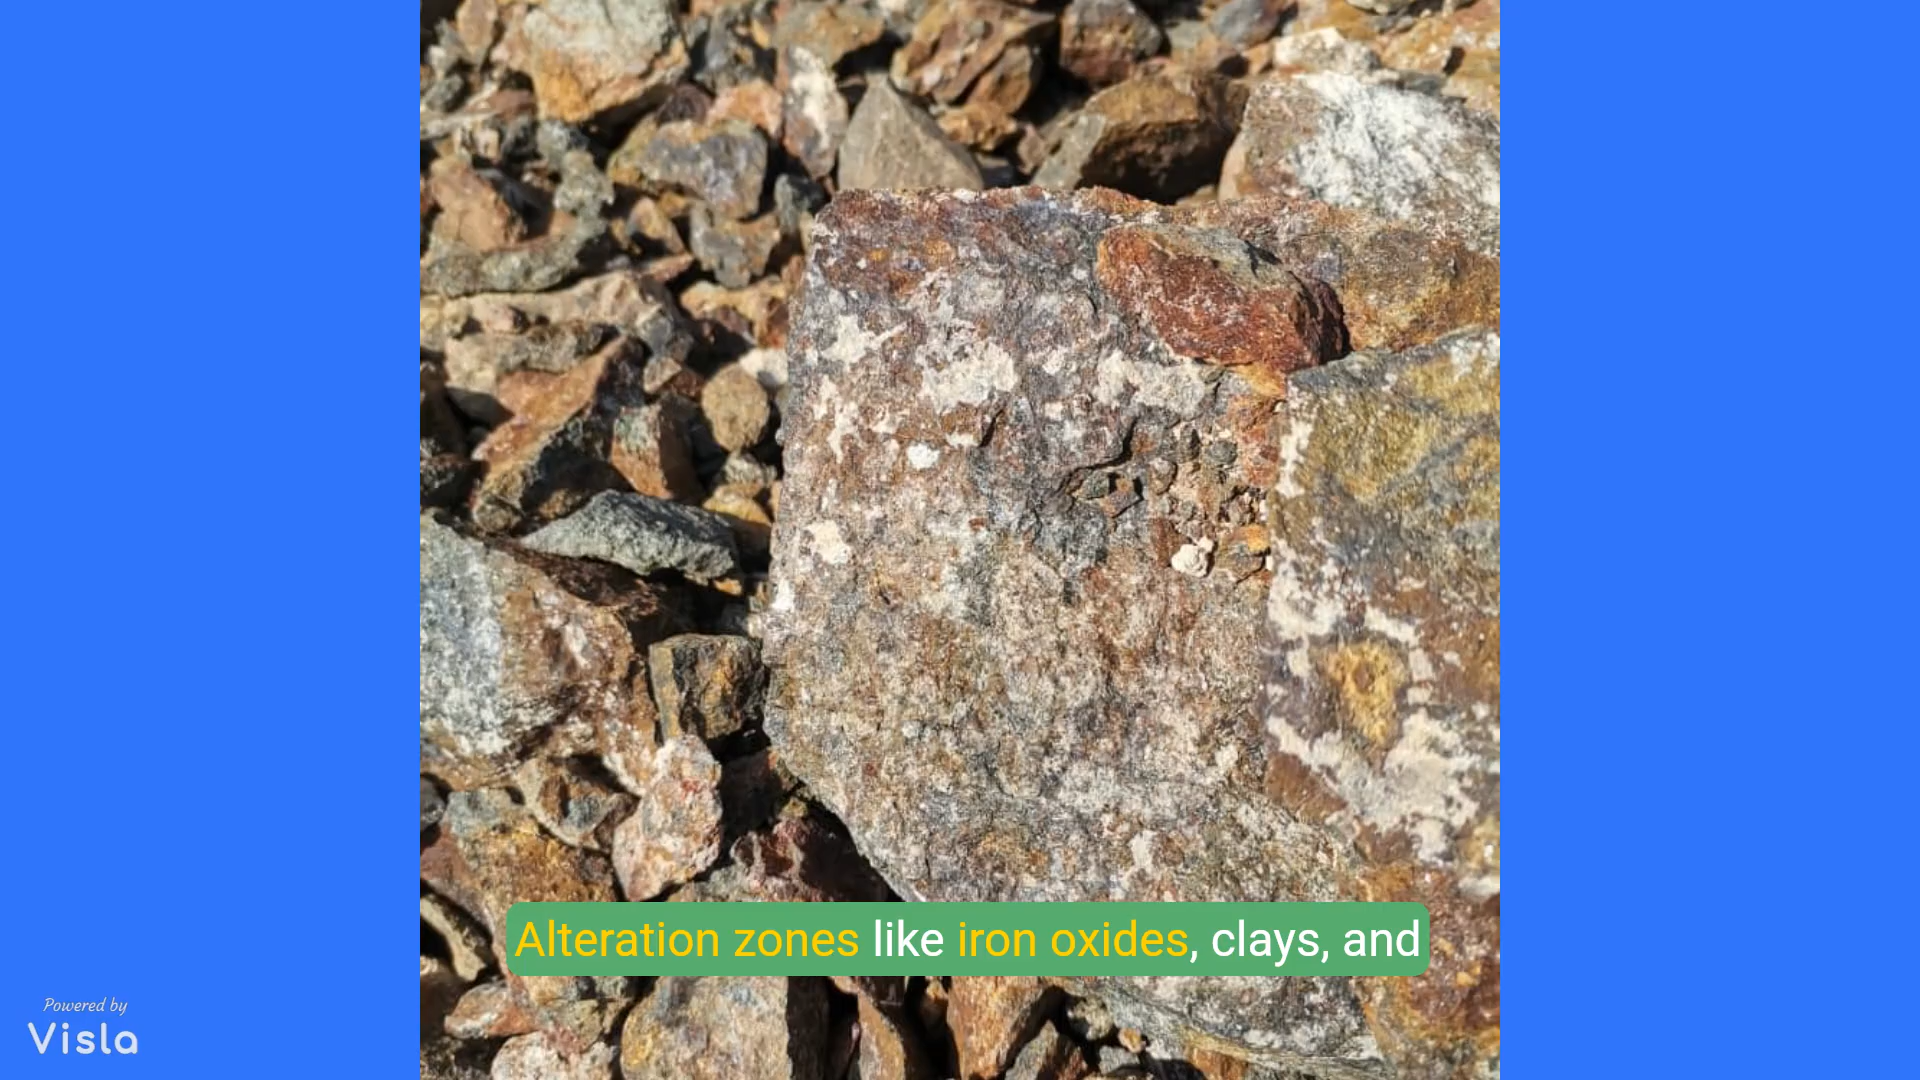 Alteration zones like iron oxides, clays, and
Powered by
Visla